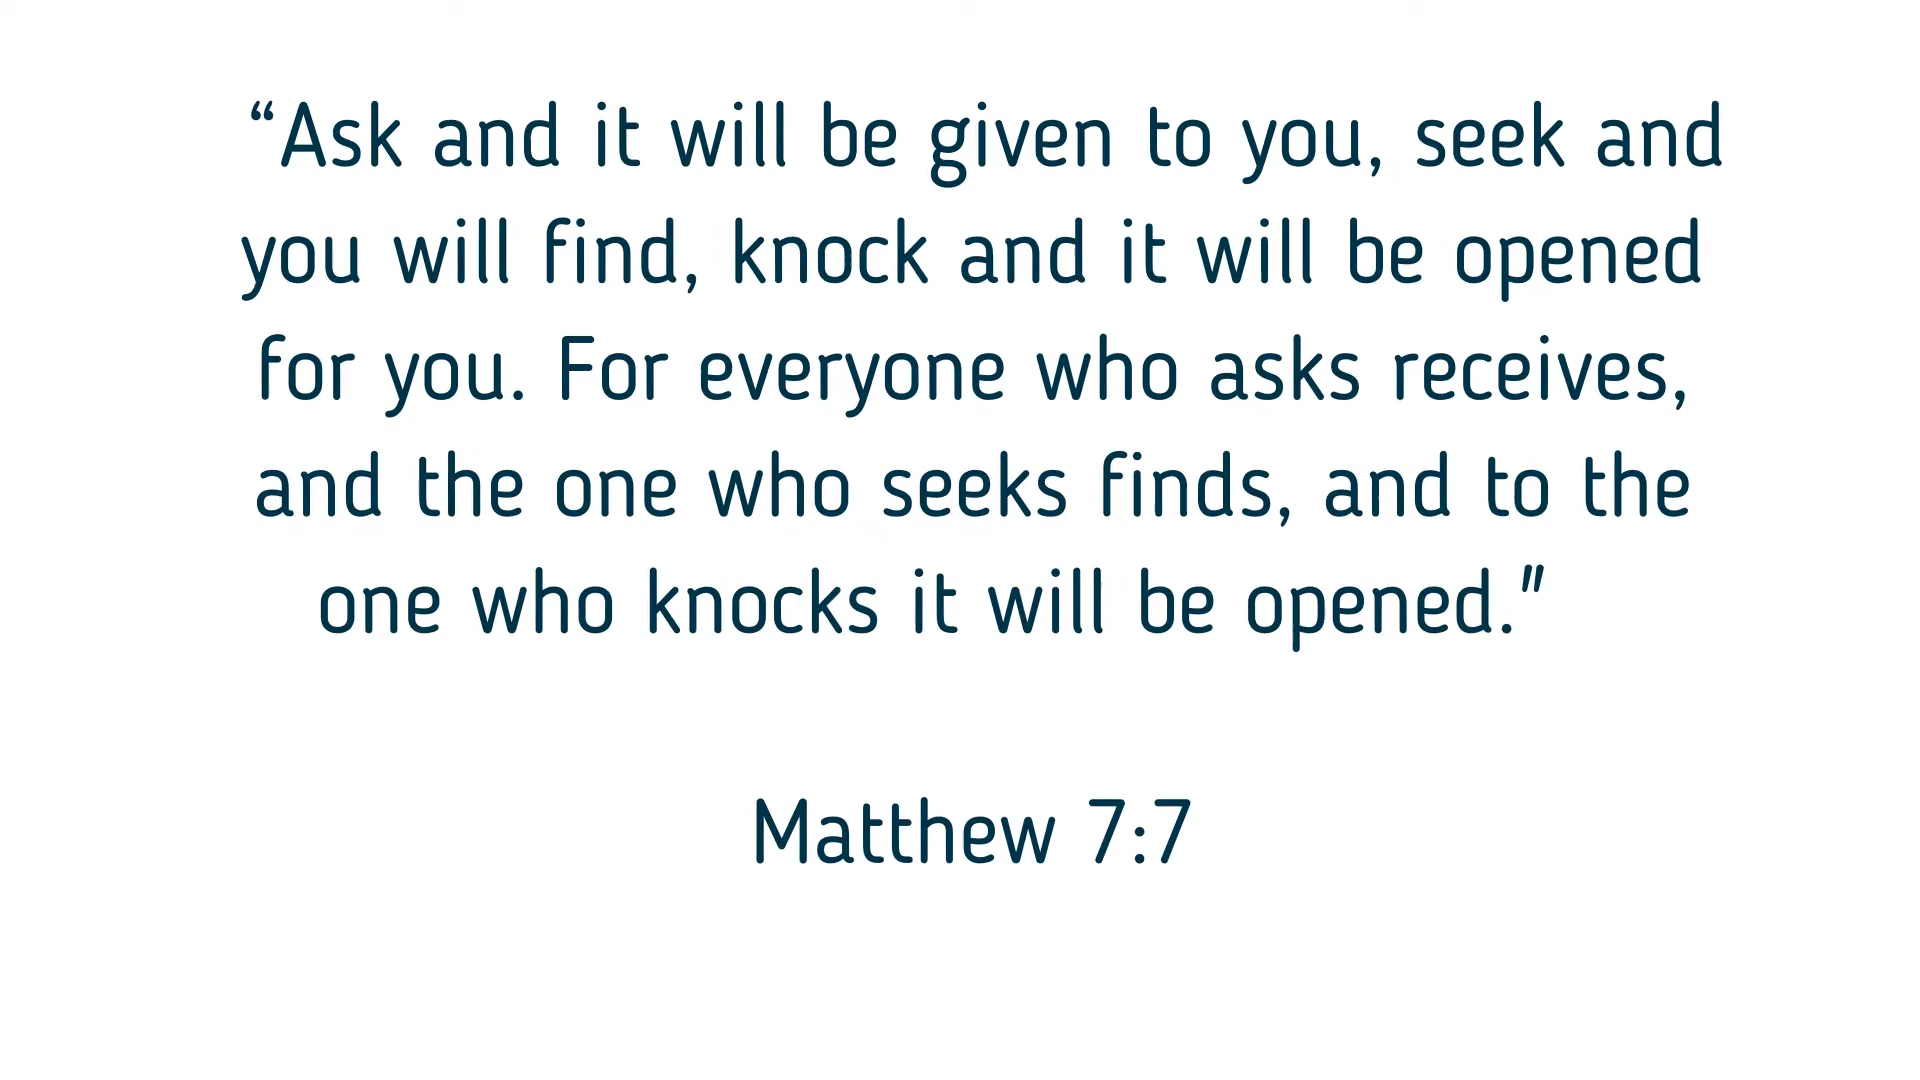 “Ask and it will be given to you, seek and
you will find, knock and it will be opened
for you. For everyone who asks receives,
and the one who seeks finds, and to the
one who knocks it will be opened."
Matthew 7:7